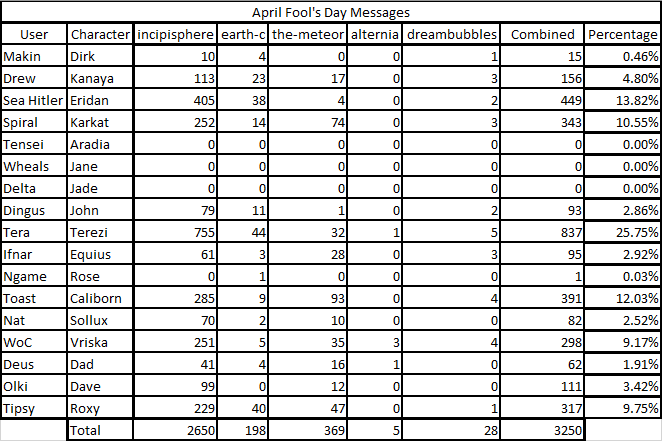 April Fool's Day Messages
User Character incipisphere earth-c the-meteor alternia dreambubbles Combined Percentage
Makin Dirk 10 4 0 0 1 15 0.46%
Drew Kanaya 113 23 17 0 3 156 4.80%
Sea Hitler Eridan 405 38 4 0 2 449 13.82%
Spiral Karkat 252 14 74 0 3 343 10.55%
Tensei Aradia 0 0 0 0 0 0 0.00%
Wheals Jane 0 0 0 0 0 0 0.00%
Delta Jade 0 0 0 0 0 0 0.00%
Dingus John 79 11 1 0 2 93 2.86%
Tera Terezi 755 44 32 1 5 837 25.75%
Ifnar Equius 61 3 28 0 3 95 2.92%
Ngame Rose 0 1 0 0 0 1 0.03%
Toast Caliborn 285 9 93 0 4 391 12.03%
Nat Sollux 70 2 10 0 0 82 2.52%
WoC Vriska 251 5 35 3 4 298 9.17%
Deus Dad 41 4 16 1 0 62 1.91%
Olki Dave 99 0 12 0 0 111 3.42%
Tipsy Roxy 229 40 47 0 1 317 9.75%
Total 2650 198 369 5 28 3250